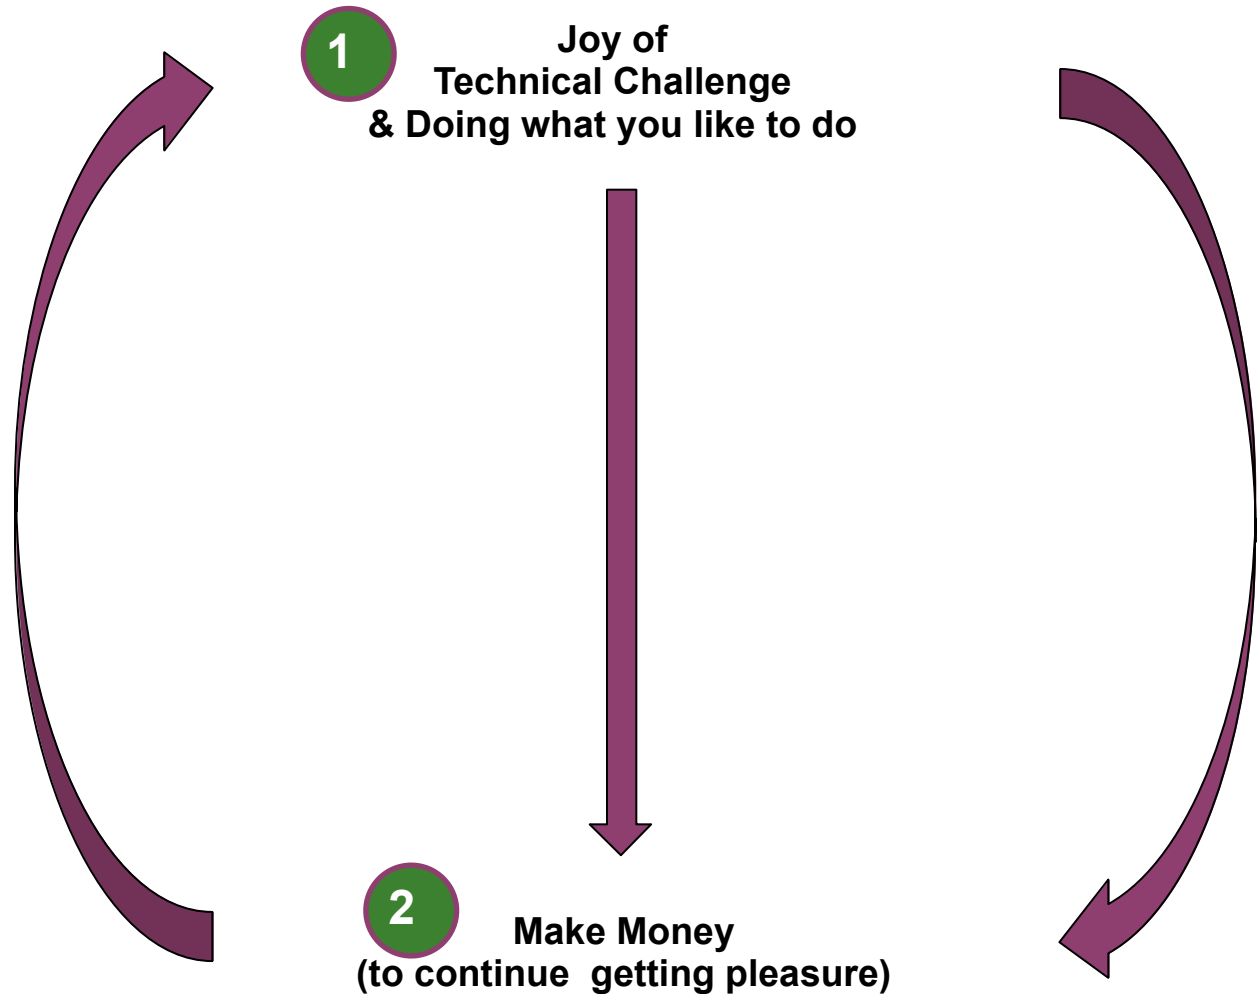 1
Joy of
Technical Challenge
& Doing what you like to do
2
Make Money
(to continue  getting pleasure)